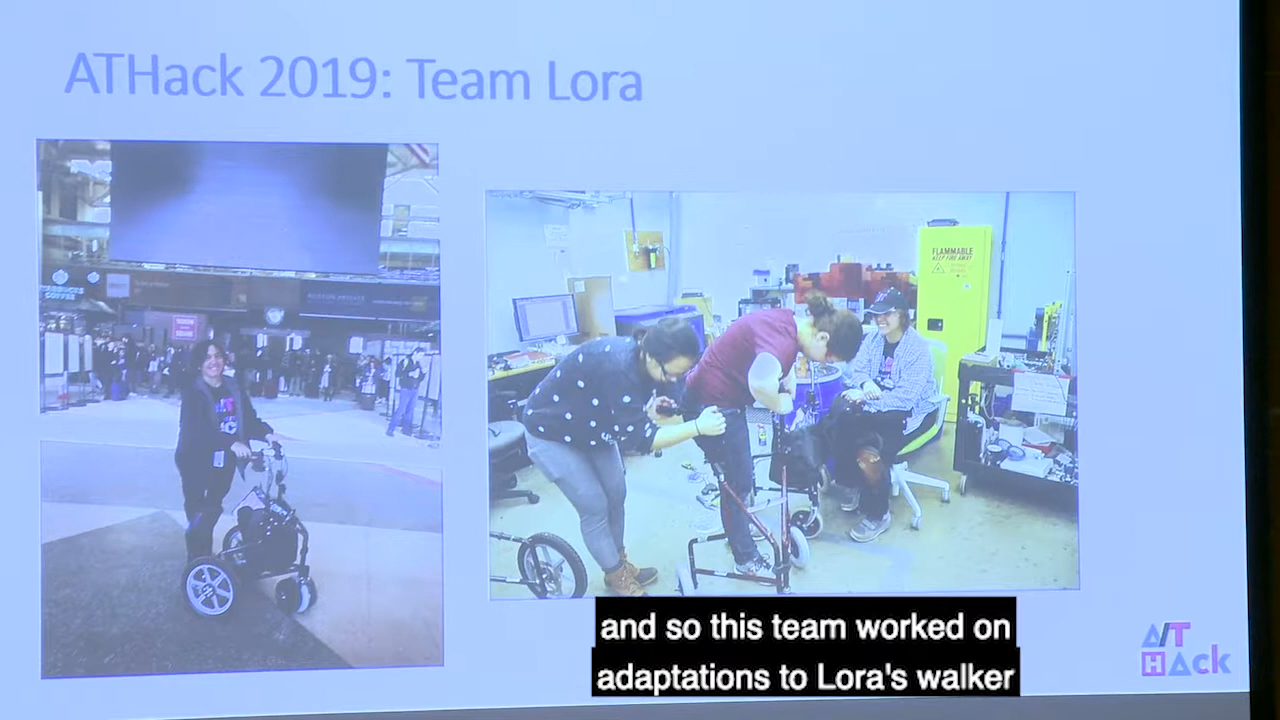 ATHack 2019: Team Lora
FLAMMABLE
KEEP FIRE AWAY
and so this team worked on
adaptations to Lora's walker
A/T
HAck